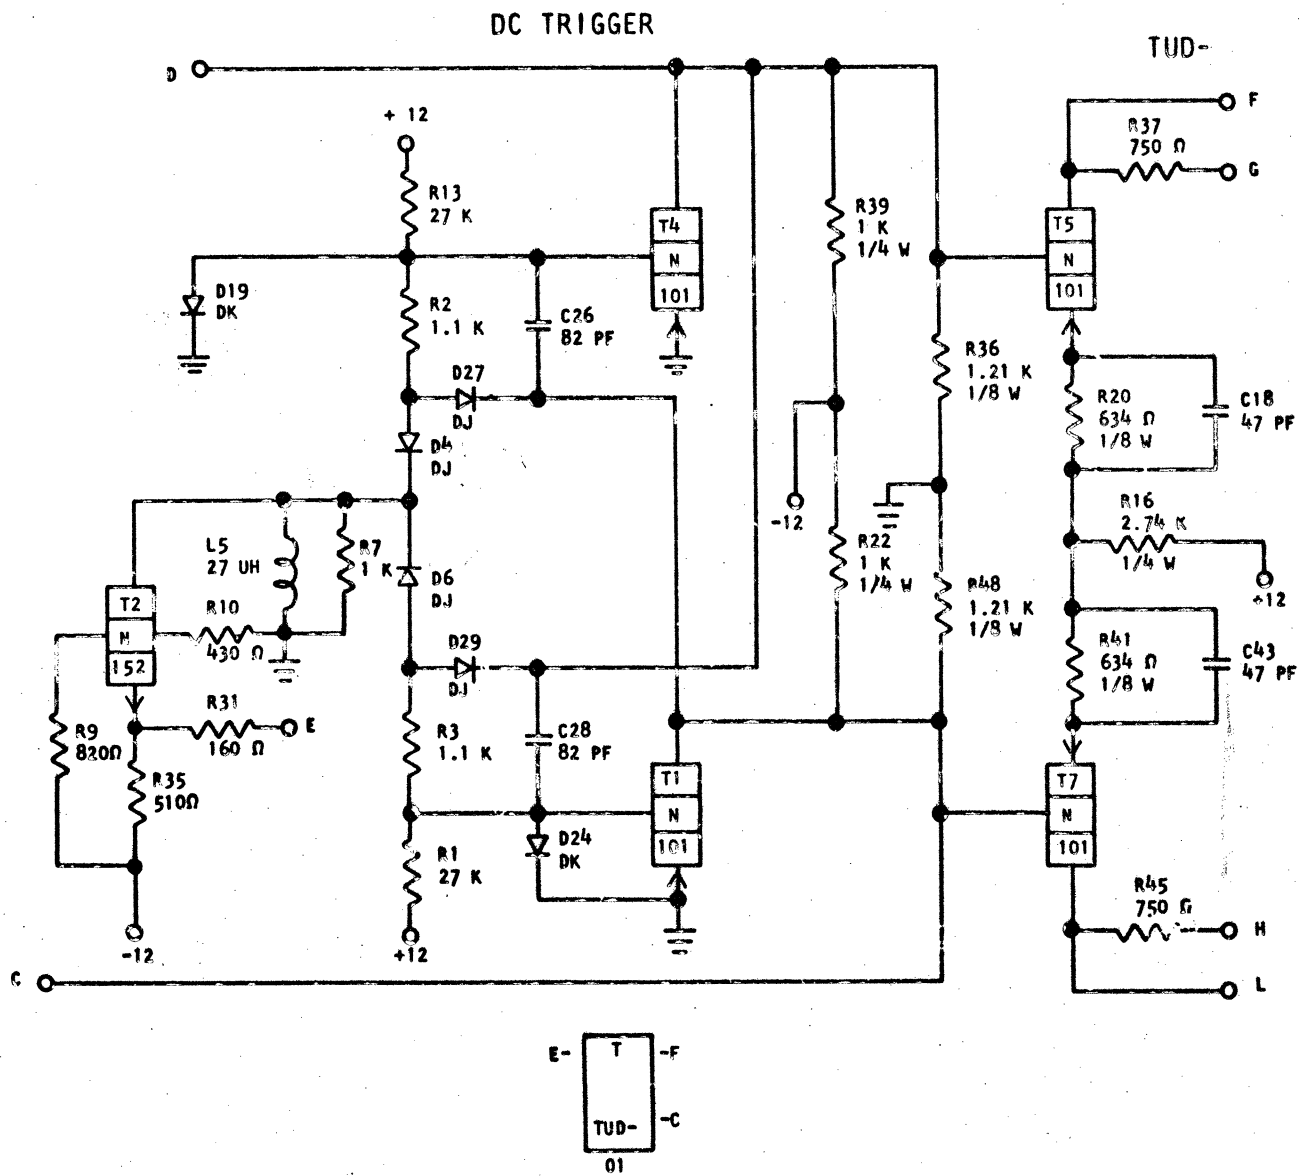 DC TRIGGER
TUD-
D
F
R37
750 Ω
G
+ 12
R13
27 K
T4
N
101
R39
1 K
1/4 W
T5
N
101
D19
DK
R2
1.1 K
C26
82 PF
R36
1.21 K
1/8 W
D27
DJ
R20
634 Ω
1/8 W
C18
47 PF
D4
DJ
-12
R16
2.74 K
1/4 W
+12
L5
27 UH
R7
1 K
R22
1 K
1/4 W
D6
DJ
R48
1.21 K
1/8 W
T2
N
152
R10
430 Ω
D29
DJ
R41
634 Ω
1/8 W
C43
47 PF
R31
160 Ω
E
R9
820Ω
R35
510Ω
R3
1.1 K
C28
82 PF
T1
N
101
T7
N
101
D24
DK
R1
27 K
R45
750 Ω
H
-12
+12
C
L
E-
T
-F
-C
TUD-
01